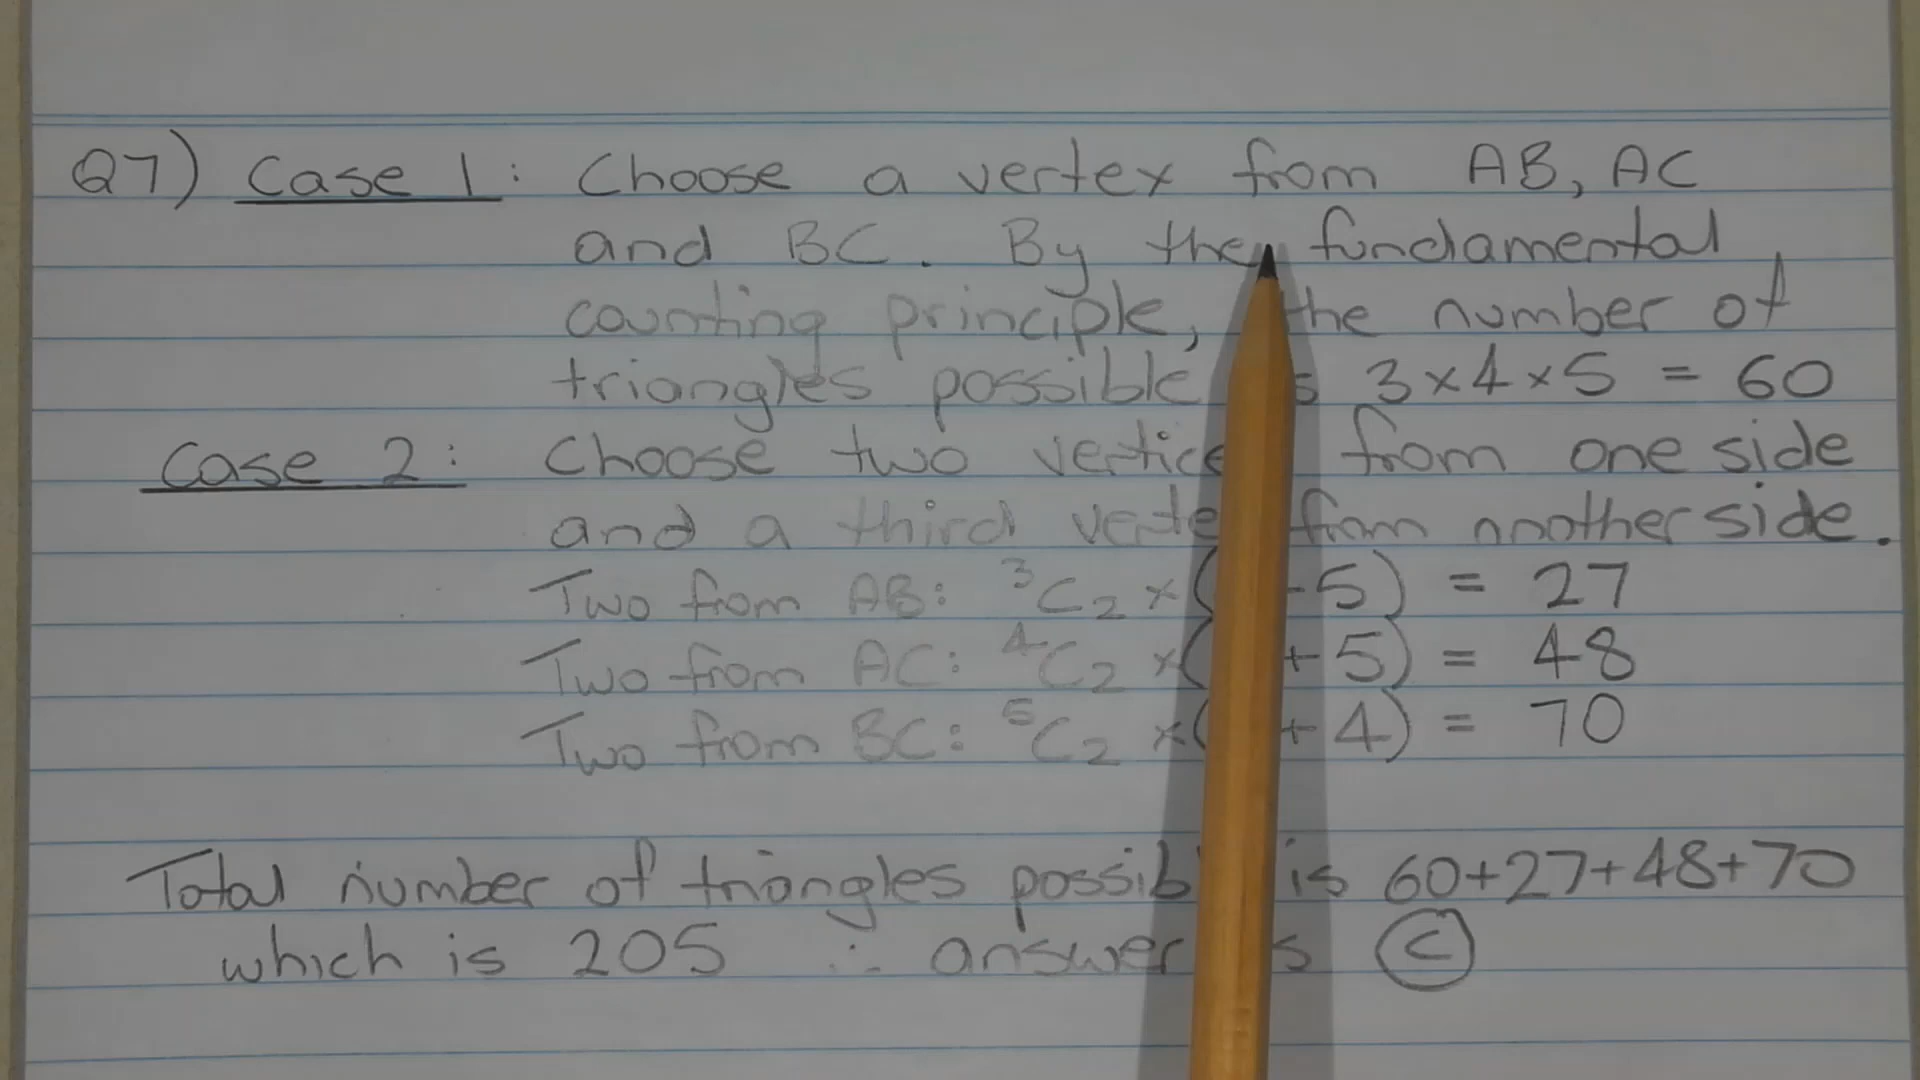 Q7) Case 1: Choose a vertex from AB, AC
and BC. By the fundamental
counting principle, the number of
triangles possible 3×4×5 = 60
Case 2: Choose two from one side
and a third from another side.
Two from AB: ³C₂ ×( 5) = 27
Two from AC: ⁴C₂ ×( +5) = 48
Two from BC: ⁵C₂ ×( +4) = 70
Total number of triangles is 60+27+48+70
which is 205 ∴ answer C